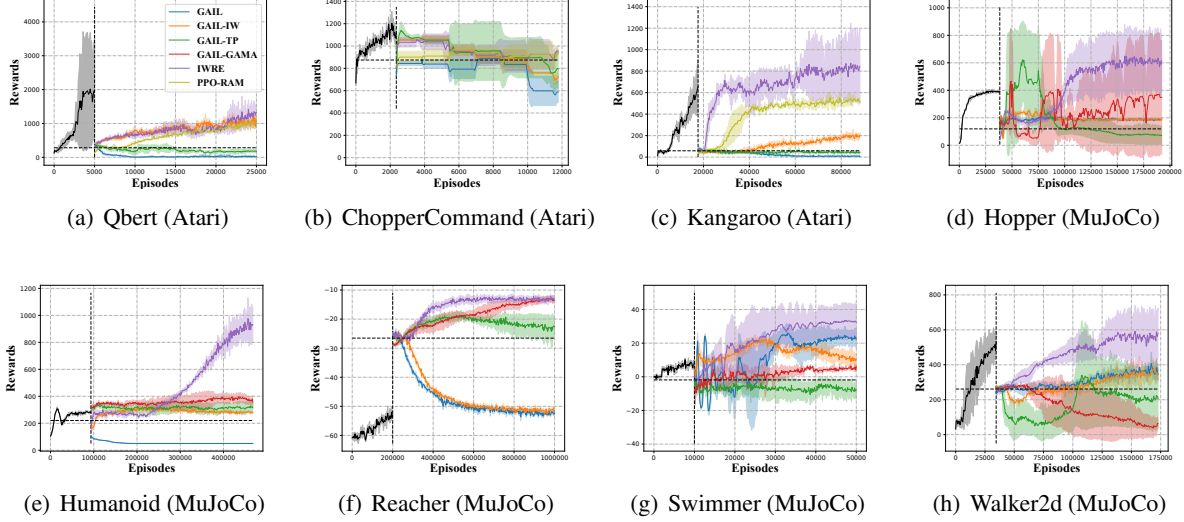 GAIL
GAIL-IW
GAIL-TP
GAIL-GAMA
IWRE
PPO-RAM
Rewards
4000
3000
2000
1000
0
0 5000 10000 15000 20000 25000
Episodes
(a) Qbert (Atari)
Rewards
1400
1200
1000
800
600
400
200
0
0 2000 4000 6000 8000 10000 12000
Episodes
(b) ChopperCommand (Atari)
Rewards
1400
1200
1000
800
600
400
200
0
0 20000 40000 60000 80000
Episodes
(c) Kangaroo (Atari)
Rewards
1000
800
600
400
200
0
0 25000 50000 75000 100000 125000 150000 175000 200000
Episodes
(d) Hopper (MuJoCo)
Rewards
1200
1000
800
600
400
200
0
0 100000 200000 300000 400000
Episodes
(e) Humanoid (MuJoCo)
Rewards
−10
−20
−30
−40
−50
−60
0 200000 400000 600000 800000 1000000
Episodes
(f) Reacher (MuJoCo)
Rewards
40
20
0
−20
−40
0 10000 20000 30000 40000 50000
Episodes
(g) Swimmer (MuJoCo)
Rewards
800
600
400
200
0
0 25000 50000 75000 100000 125000 150000 175000
Episodes
(h) Walker2d (MuJoCo)